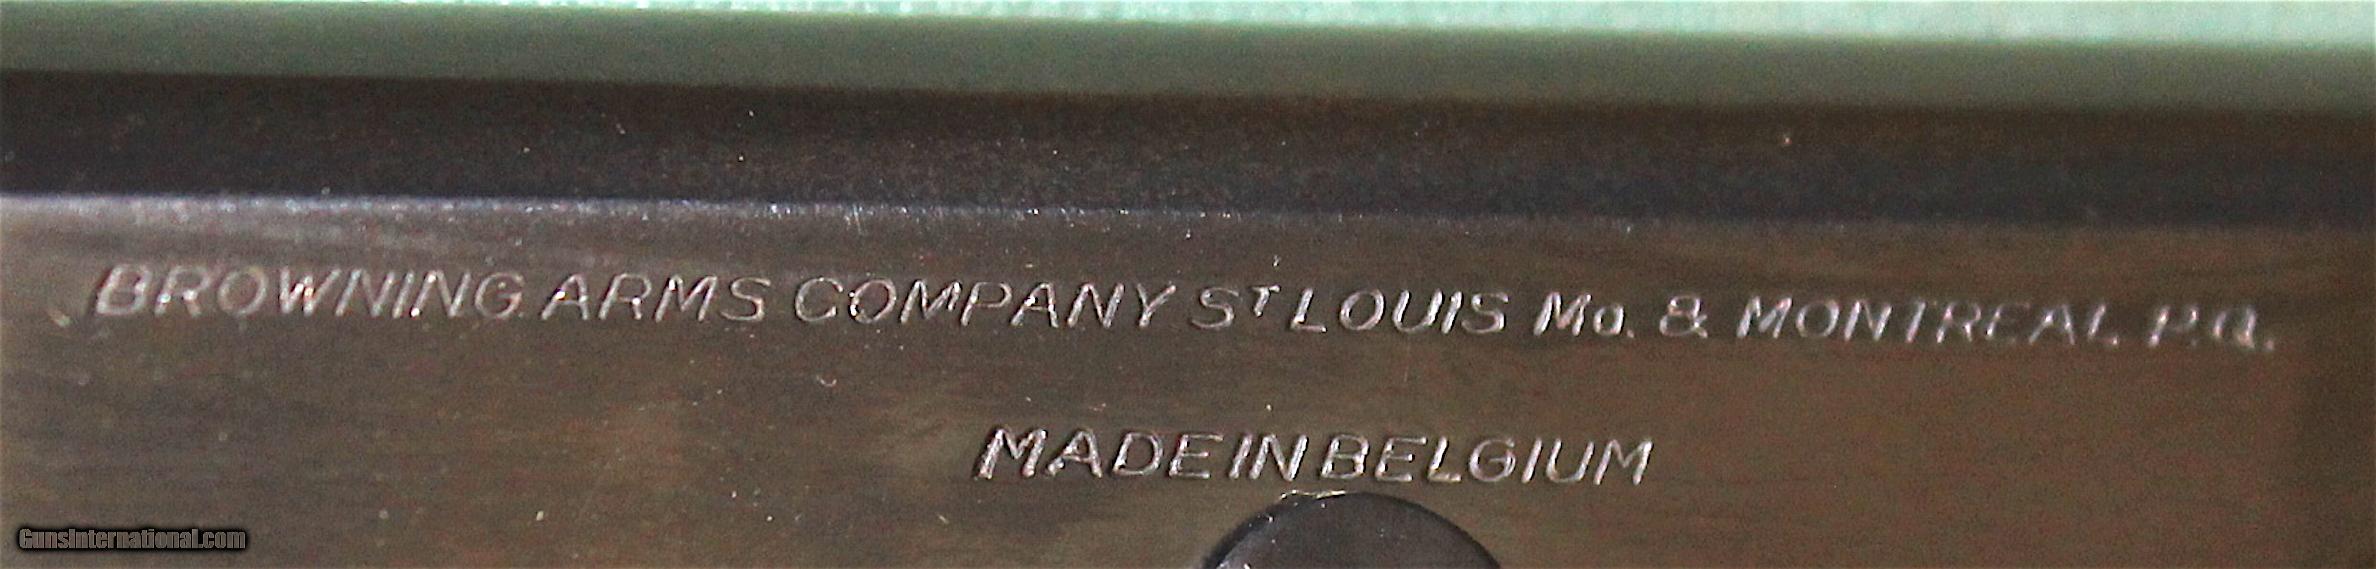 BROWNING ARMS COMPANY ST LOUIS Mo. & MONTREAL P.Q.
MADE IN BELGIUM
GunsInternational.com